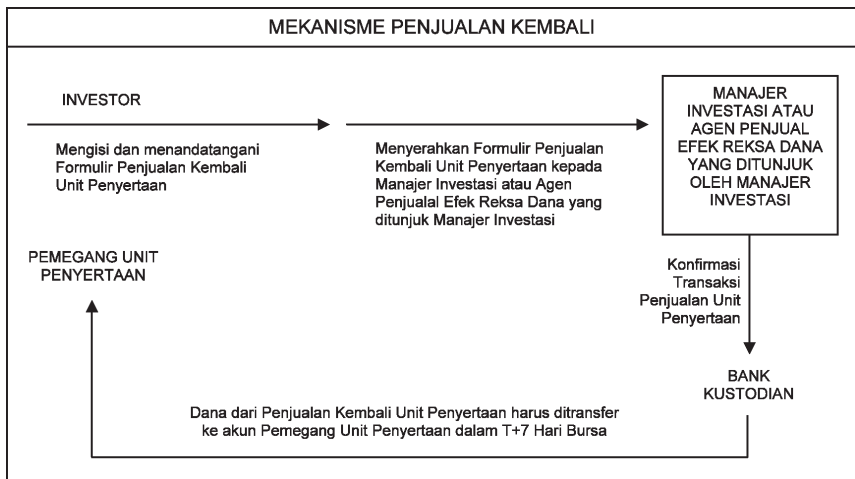 MEKANISME PENJUALAN KEMBALI
INVESTOR
Mengisi dan menandatangani
Formulir Penjualan Kembali
Unit Penyertaan
Menyerahkan Formulir Penjualan
Kembali Unit Penyertaan kepada
Manajer Investasi atau Agen
Penjualal Efek Reksa Dana yang
ditunjuk Manajer Investasi
MANAJER
INVESTASI ATAU
AGEN PENJUAL
EFEK REKSA DANA
YANG DITUNJUK
OLEH MANAJER
INVESTASI
PEMEGANG UNIT
PENYERTAAN
Konfirmasi
Transaksi
Penjualan Unit
Penyertaan
BANK
KUSTODIAN
Dana dari Penjualan Kembali Unit Penyertaan harus ditransfer
ke akun Pemegang Unit Penyertaan dalam T+7 Hari Bursa